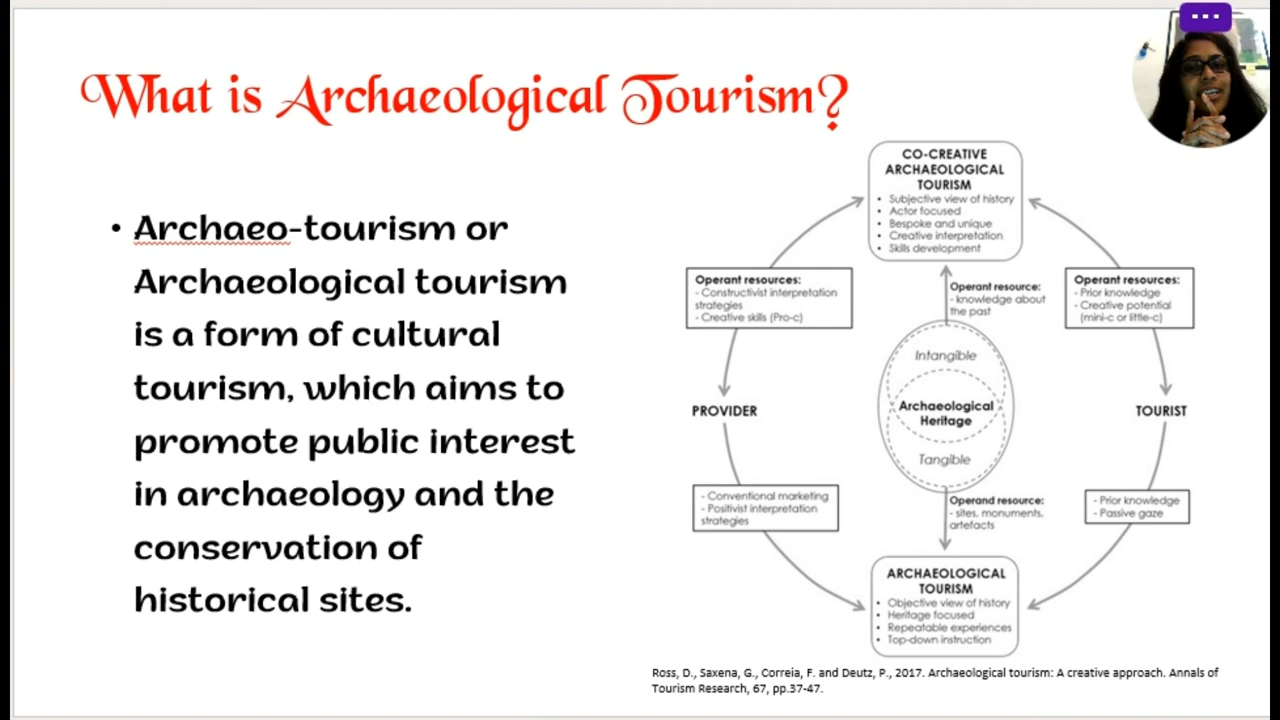 What is Archaeological Tourism?
• Archaeo-tourism or
Archaeological tourism
is a form of cultural
tourism, which aims to
promote public interest
in archaeology and the
conservation of
historical sites.
CO-CREATIVE
ARCHAEOLOGICAL
TOURISM
• Subjective view of history
• Actor focused
• Bespoke and unique
• Creative interpretation
• Skills development
Operant resources:
- Constructivist interpretation
strategies
- Creative skills (Pro-c)
Operant resource:
- knowledge about
the past
Operant resources:
- Prior knowledge
- Creative potential
(mini-c or little-c)
Intangible
PROVIDER
Archaeological
Heritage
TOURIST
Tangible
- Conventional marketing
- Positivist interpretation
strategies
Operand resource:
- sites, monuments,
artefacts
- Prior knowledge
- Passive gaze
ARCHAEOLOGICAL
TOURISM
• Objective view of history
• Heritage focused
• Repeatable experiences
• Top-down instruction
Ross, D., Saxena, G., Correia, F. and Deutz, P., 2017. Archaeological tourism: A creative approach. Annals of
Tourism Research, 67, pp.37-47.